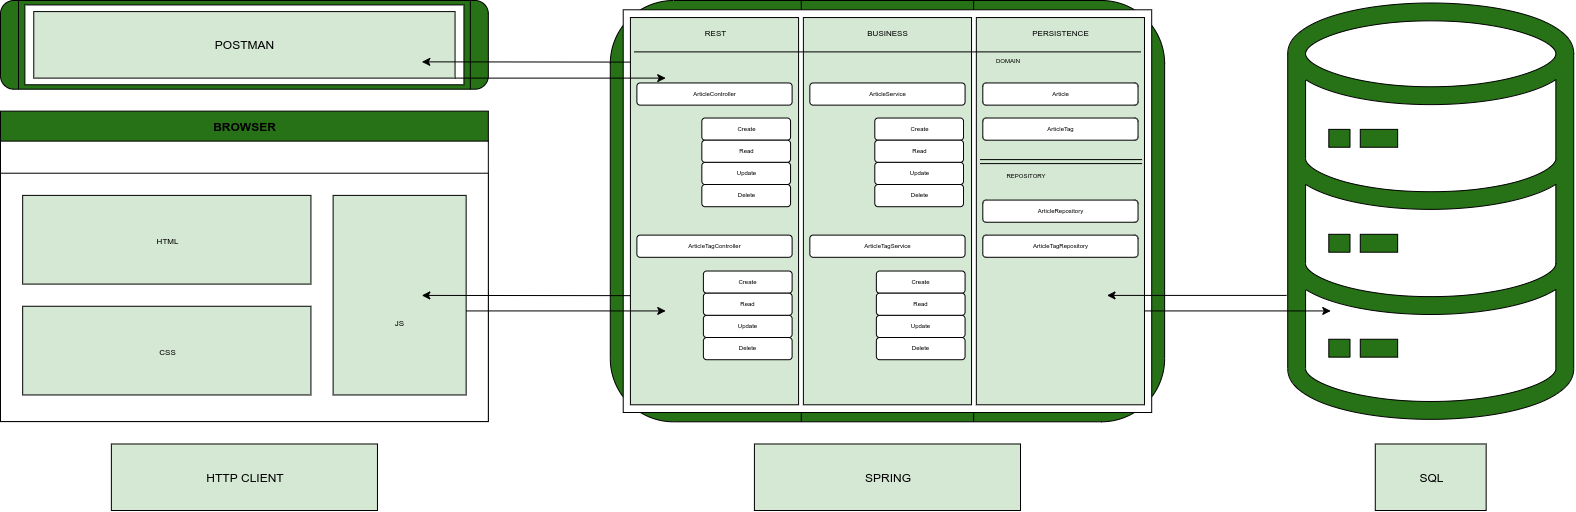 POSTMAN
BROWSER
HTML
CSS
JS
HTTP CLIENT
REST
ArticleController
Create
Read
Update
Delete
ArticleTagController
Create
Read
Update
Delete
BUSINESS
ArticleService
Create
Read
Update
Delete
ArticleTagService
Create
Read
Update
Delete
PERSISTENCE
DOMAIN
Article
ArticleTag
REPOSITORY
ArticleRepository
ArticleTagRepository
SPRING
SQL